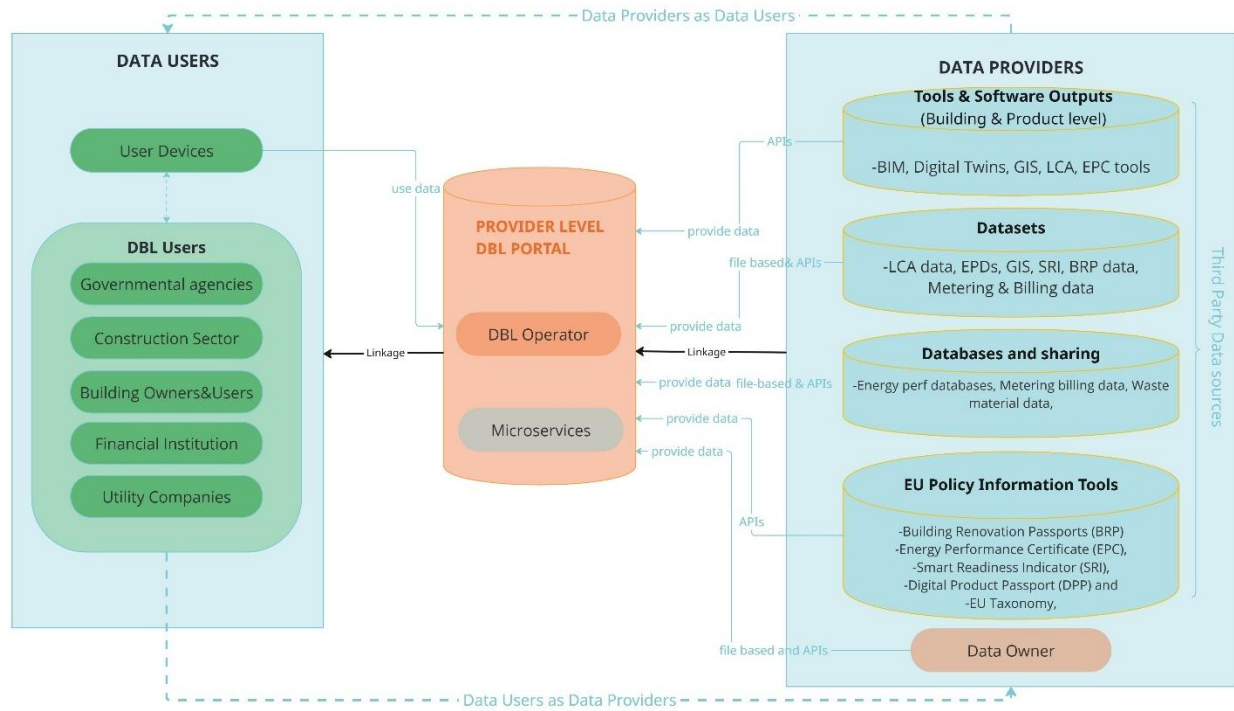 Data Providers as Data Users
DATA USERS
User Devices
DBL Users
Governmental agencies
Construction Sector
Building Owners&Users
Financial Institution
Utility Companies
use data
Linkage
PROVIDER LEVEL
DBL PORTAL
DBL Operator
Microservices
APIs
provide data
file based& APIs
provide data
Linkage
provide data
file-based & APIs
provide data
provide data
APIs
file based and APIs
DATA PROVIDERS
Tools & Software Outputs
(Building & Product level)
-BIM, Digital Twins, GIS, LCA, EPC tools
Datasets
-LCA data, EPDs, GIS, SRI, BRP data,
Metering & Billing data
Databases and sharing
-Energy perf databases, Metering billing data, Waste
material data,
EU Policy Information Tools
-Building Renovation Passports (BRP)
-Energy Performance Certificate (EPC),
-Smart Readiness Indicator (SRI),
-Digital Product Passport (DPP) and
-EU Taxonomy,
Data Owner
Third Party Data sources
Data Users as Data Providers